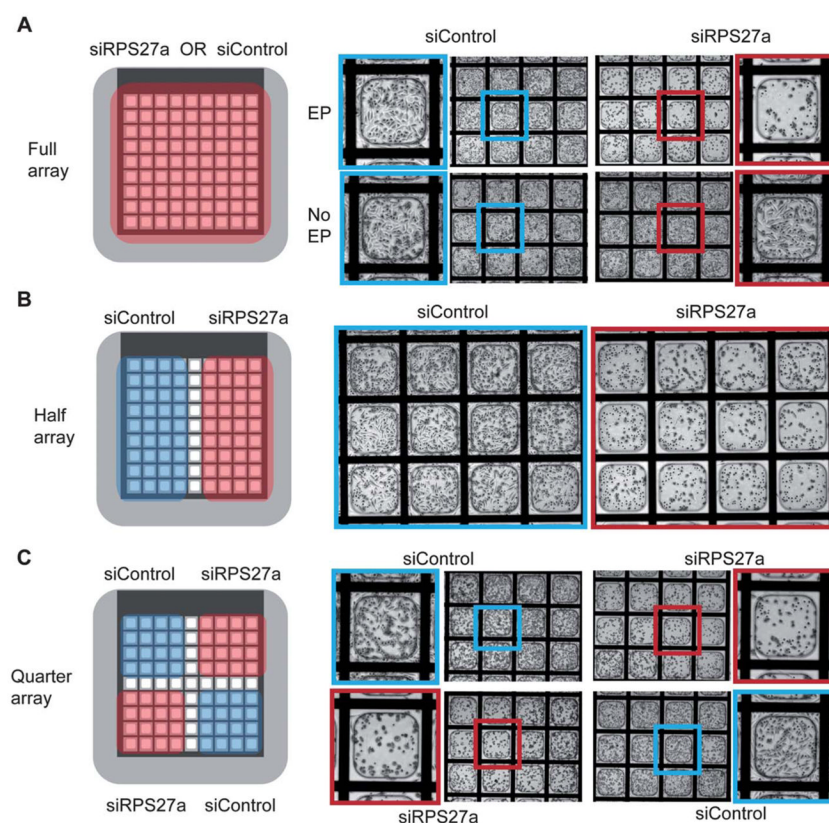 A
siRPS27a OR siControl
siControl
siRPS27a
Full
array
EP
No
EP
B
siControl
siRPS27a
siControl
siRPS27a
Half
array
C
siControl
siRPS27a
siControl
siRPS27a
Quarter
array
siRPS27a
siControl
siRPS27a
siControl